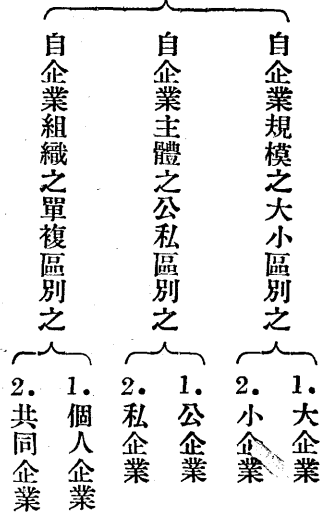 自企業規模之大小區別之
1.大企業
2.小企業
自企業主體之公私區別之
1.公企業
2.私企業
自企業組織之單複區別之
1.個人企業
2.共同企業